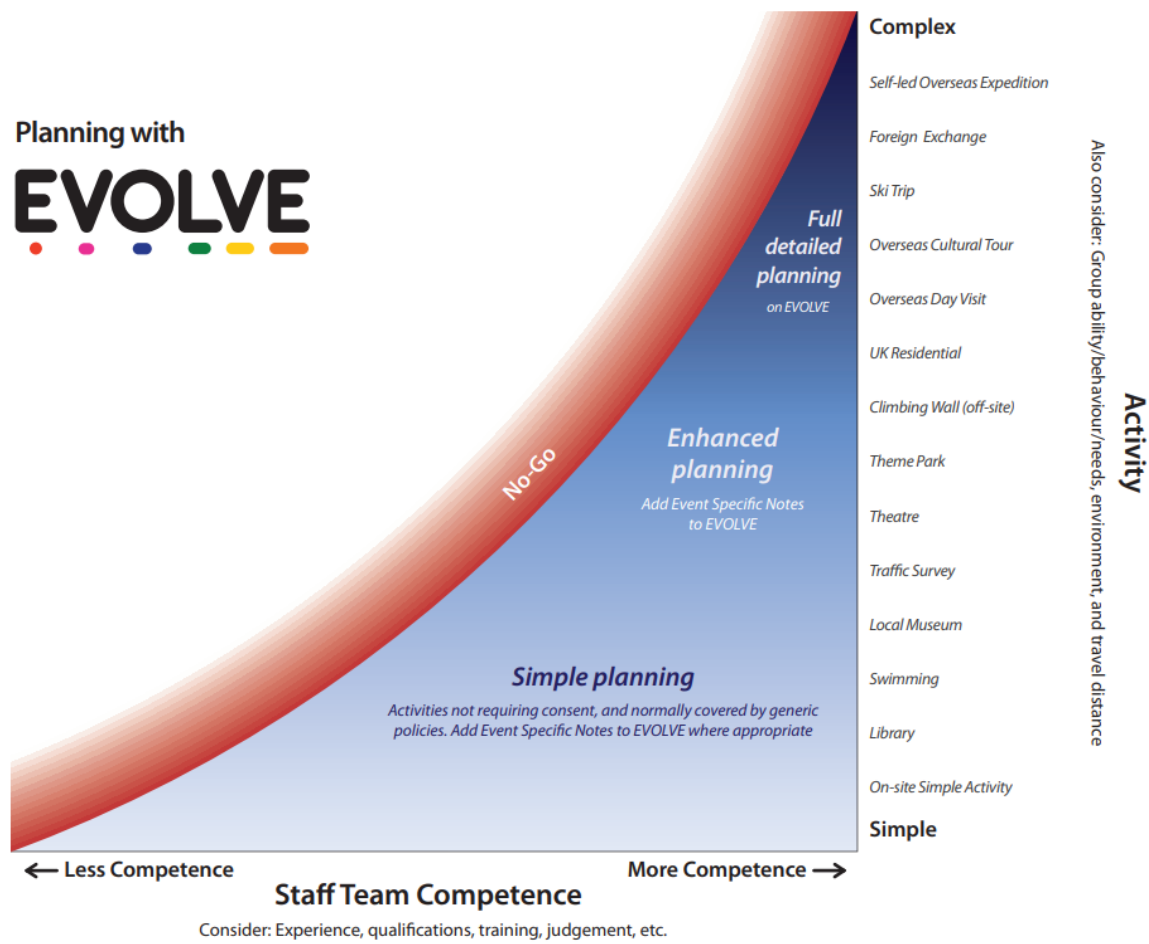 Planning with
EVOLVE
No-Go
Full
detailed
planning
on EVOLVE
Enhanced
planning
Add Event Specific Notes
to EVOLVE
Simple planning
Activities not requiring consent, and normally covered by generic
policies. Add Event Specific Notes to EVOLVE where appropriate
Complex
Self-led Overseas Expedition
Foreign Exchange
Ski Trip
Overseas Cultural Tour
Overseas Day Visit
UK Residential
Climbing Wall (off-site)
Theme Park
Theatre
Traffic Survey
Local Museum
Swimming
Library
On-site Simple Activity
Simple
Also consider: Group ability/behaviour/needs, environment, and travel distance
Activity
Less Competence
More Competence
Staff Team Competence
Consider: Experience, qualifications, training, judgement, etc.